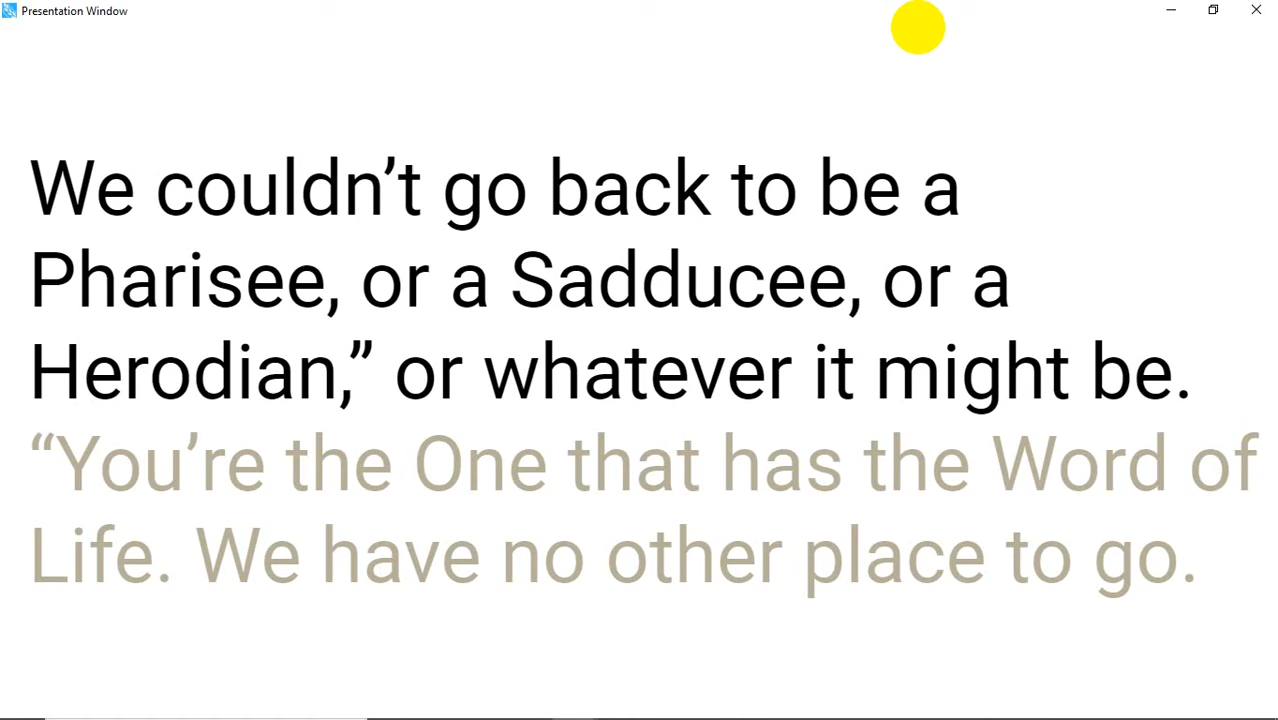 Presentation Window
We couldn’t go back to be a
Pharisee, or a Sadducee, or a
Herodian,” or whatever it might be.
“You’re the One that has the Word of
Life. We have no other place to go.